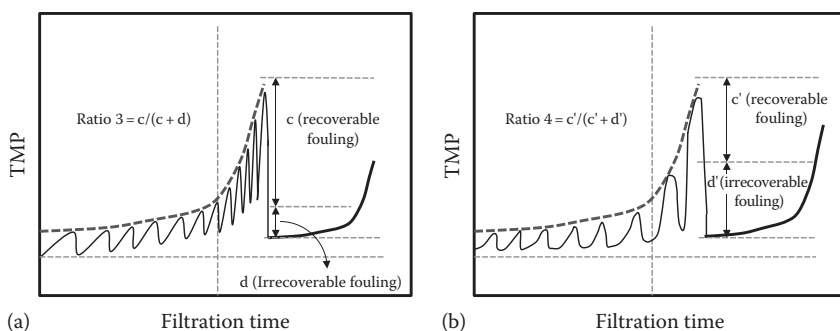 TMP
Ratio 3 = c/(c + d)
c (recoverable
fouling)
d (Irrecoverable fouling)
(a)
Filtration time
TMP
Ratio 4 = c'/(c' + d')
c' (recoverable
fouling)
d'(irrecoverable
fouling)
(b)
Filtration time